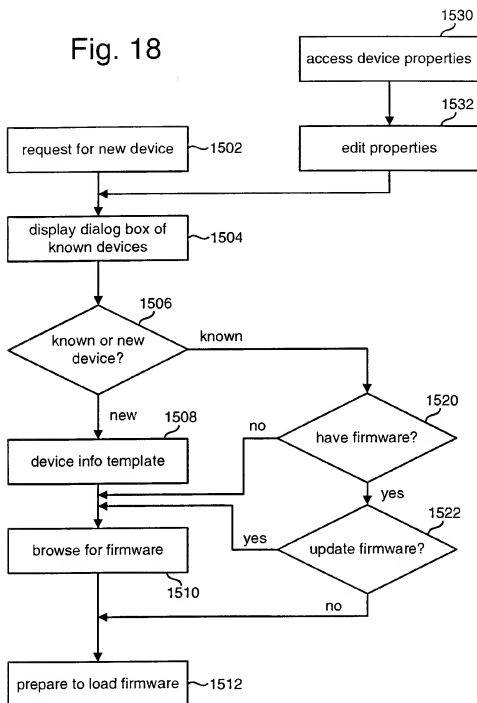 Fig. 18
1530
access device properties
1532
edit properties
request for new device
1502
display dialog box of
known devices
1504
1506
known or new
device?
known
new
1508
device info template
1520
have firmware?
no
yes
1522
update firmware?
yes
no
browse for firmware
1510
prepare to load firmware
1512